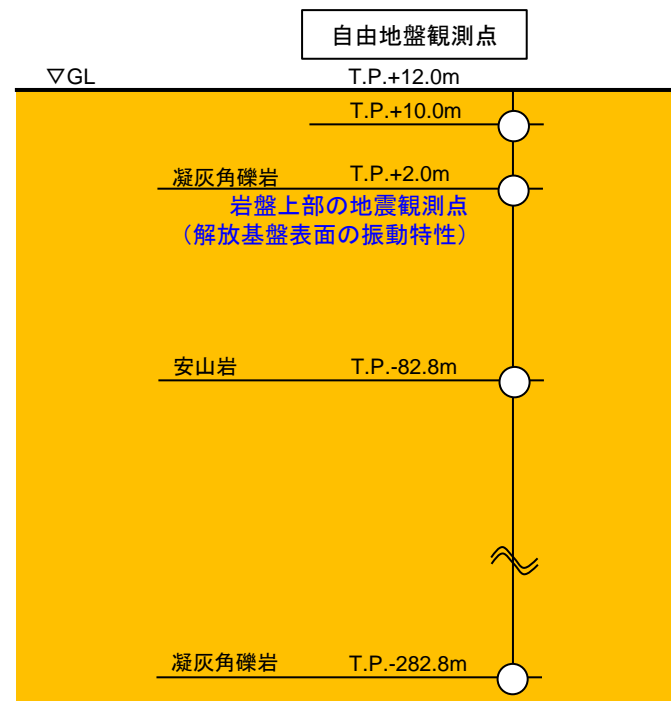 自由地盤観測点
▽GL
T.P.+12.0m
T.P.+10.0m
凝灰角礫岩
T.P.+2.0m
岩盤上部の地震観測点
（解放基盤表面の振動特性）
安山岩
T.P.-82.8m
凝灰角礫岩
T.P.-282.8m